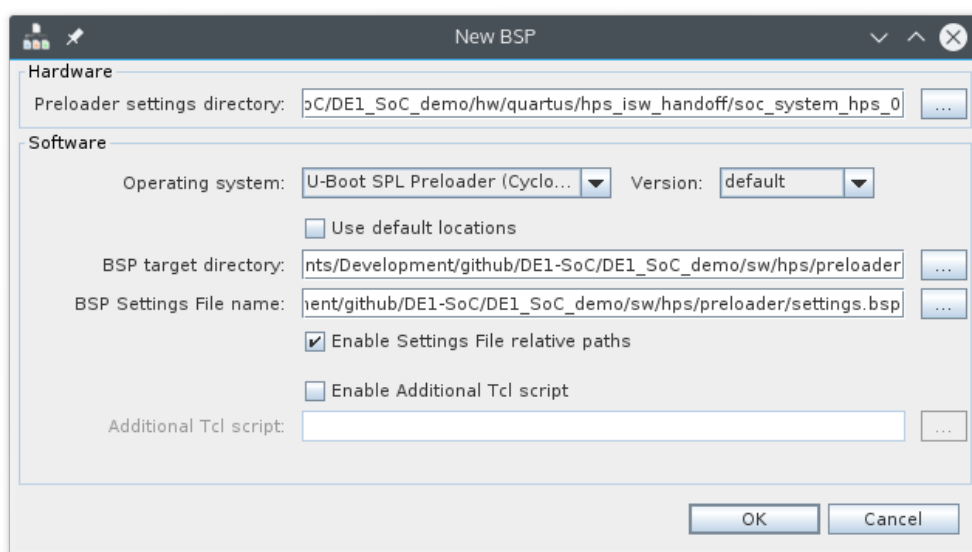 New BSP
Hardware
Preloader settings directory: oC/DE1_SoC_demo/hw/quartus/hps_isw_handoff/soc_system_hps_0 ...
Software
Operating system: U-Boot SPL Preloader (Cyclo... Version: default
Use default locations
BSP target directory: nts/Development/github/DE1-SoC/DE1_SoC_demo/sw/hps/preloader ...
BSP Settings File name: ent/github/DE1-SoC/DE1_SoC_demo/sw/hps/preloader/settings.bsp ...
Enable Settings File relative paths
Enable Additional Tcl script
Additional Tcl script: ...
OK Cancel